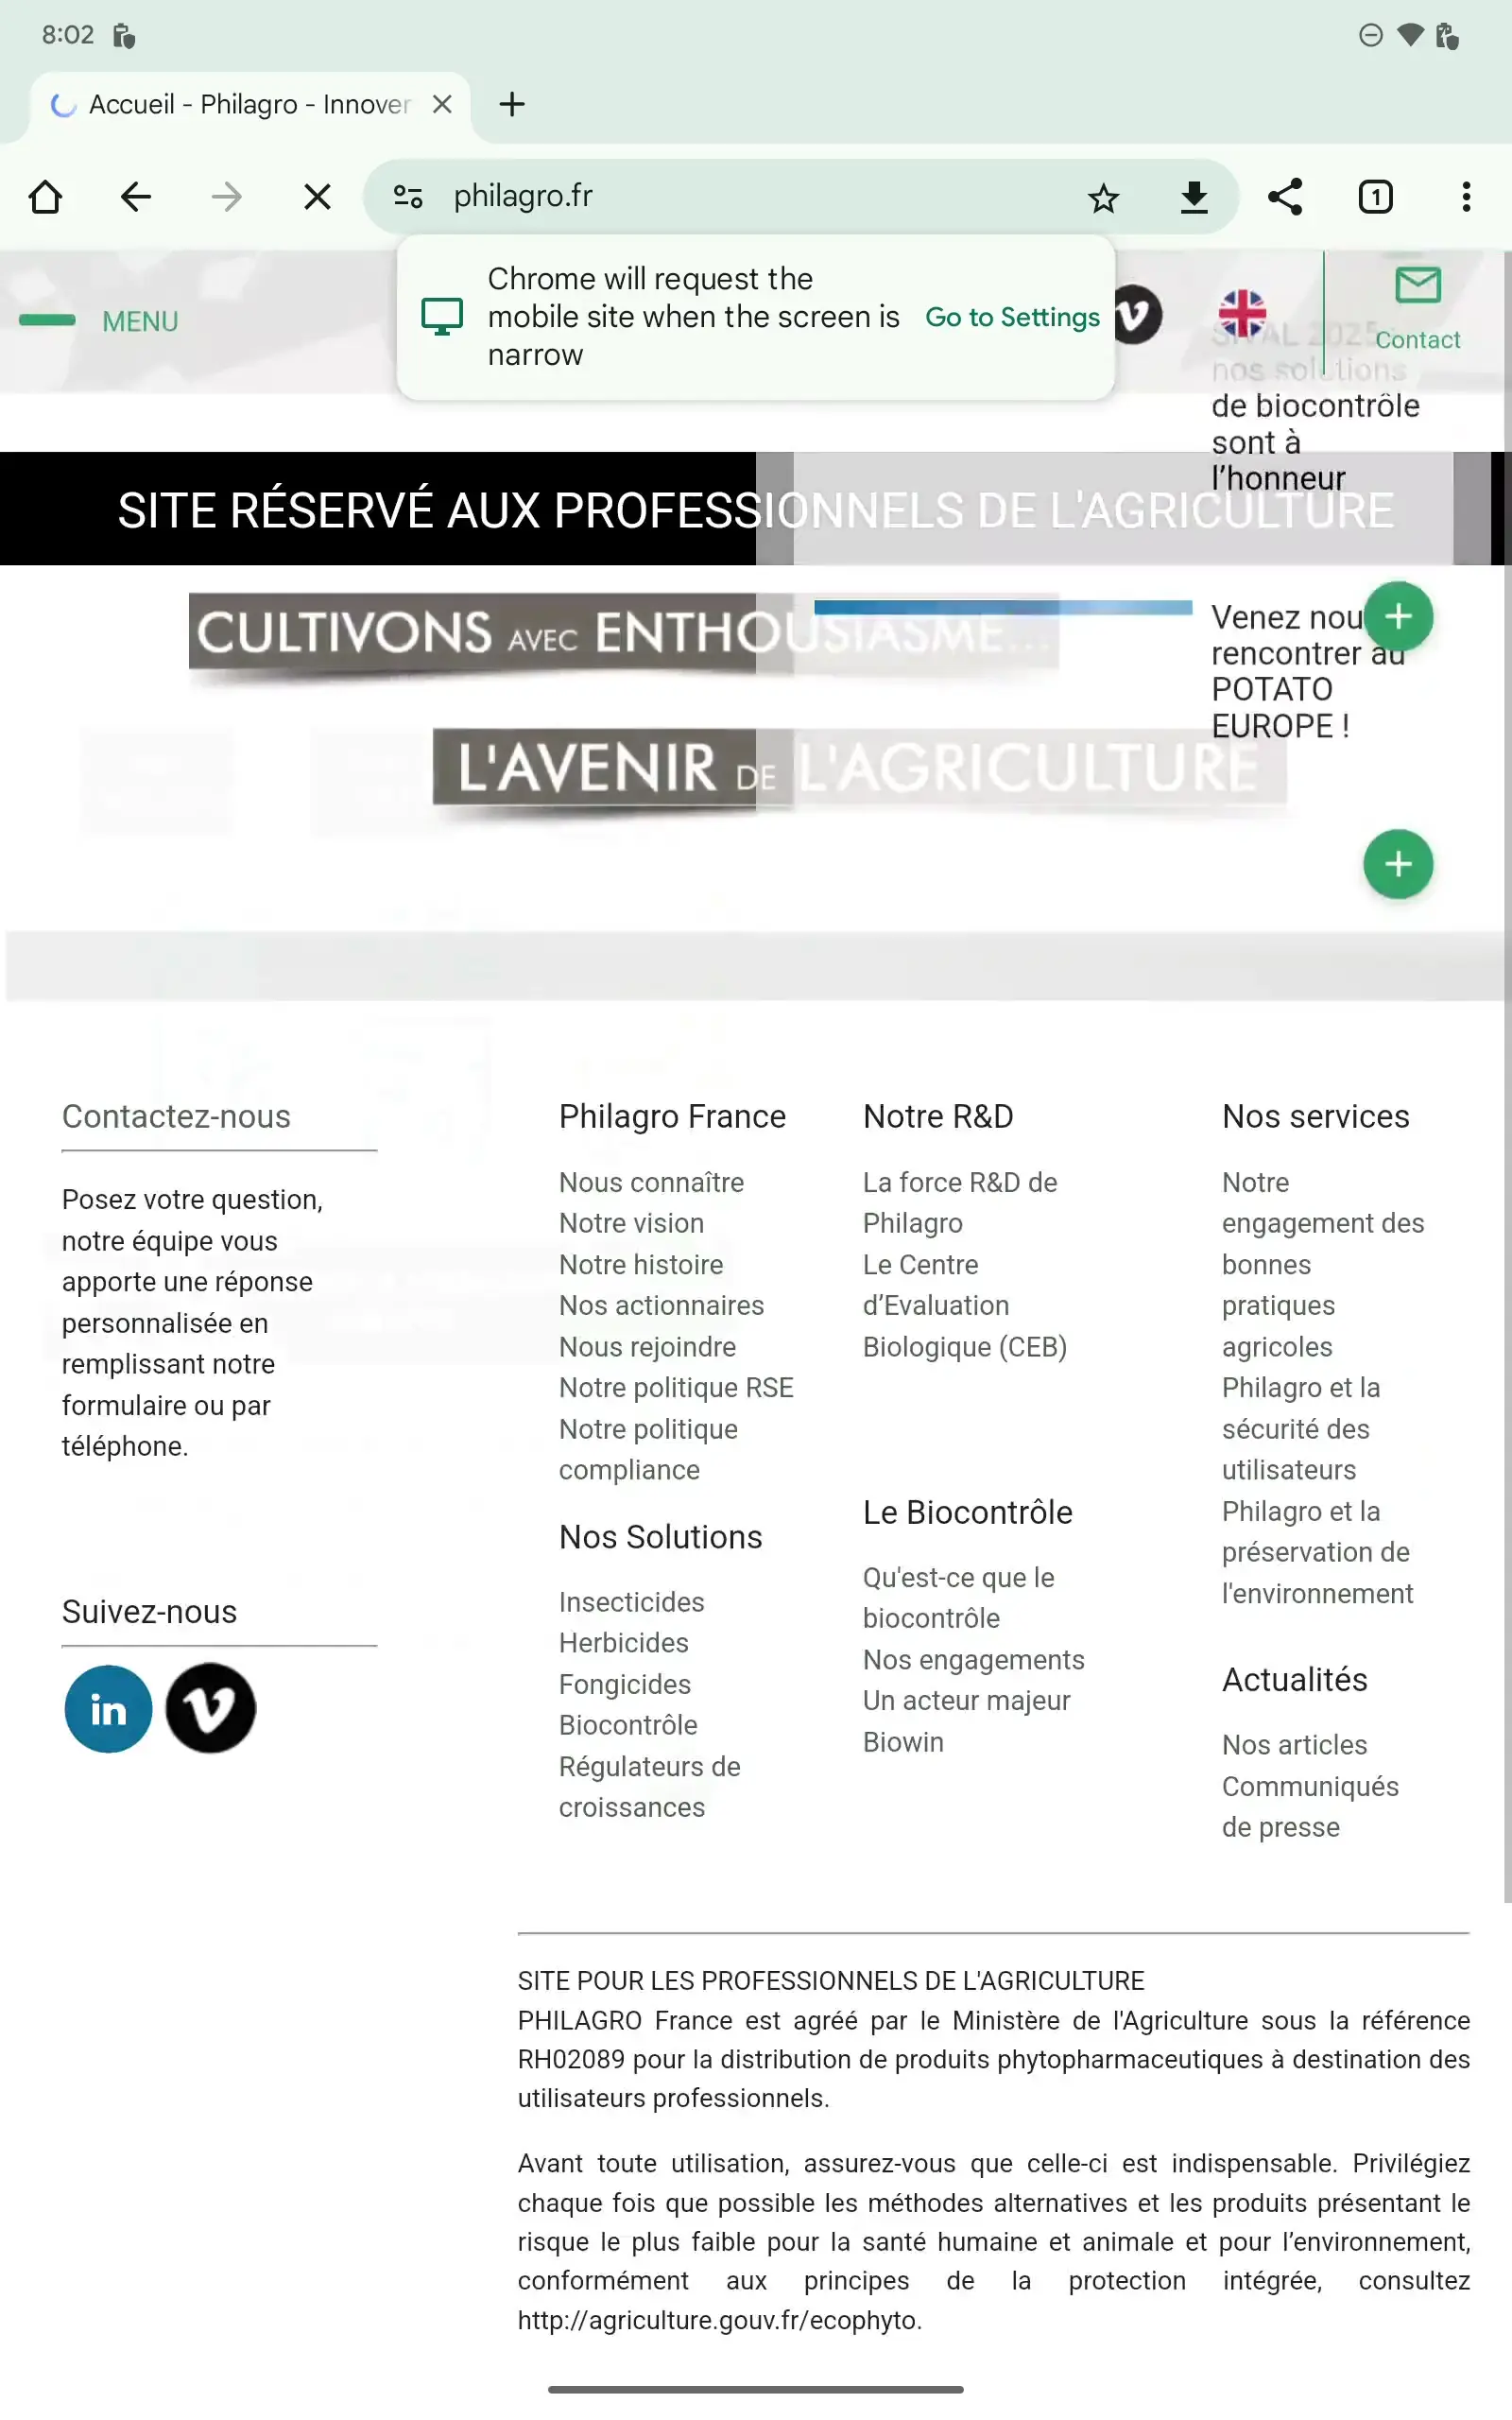 8:02
Accueil - Philagro - Innover
philagro.fr
1
Chrome will request the
mobile site when the screen is
narrow
Go to Settings
MENU
Contact
SIVAL 2025 :
nos solutions
de biocontrôle
sont à
l’honneur
SITE RÉSERVÉ AUX PROFESSIONNELS DE L'AGRICULTURE
CULTIVONS AVEC ENTHOUSIASME...
L'AVENIR DE L'AGRICULTURE
Venez nou
rencontrer au
POTATO
EUROPE !
Contactez-nous
Posez votre question,
notre équipe vous
apporte une réponse
personnalisée en
remplissant notre
formulaire ou par
téléphone.
Suivez-nous
in
Philagro France
Nous connaître
Notre vision
Notre histoire
Nos actionnaires
Nous rejoindre
Notre politique RSE
Notre politique
compliance
Nos Solutions
Insecticides
Herbicides
Fongicides
Biocontrôle
Régulateurs de
croissances
Notre R&D
La force R&D de
Philagro
Le Centre
d’Evaluation
Biologique (CEB)
Le Biocontrôle
Qu'est-ce que le
biocontrôle
Nos engagements
Un acteur majeur
Biowin
Nos services
Notre
engagement des
bonnes
pratiques
agricoles
Philagro et la
sécurité des
utilisateurs
Philagro et la
préservation de
l'environnement
Actualités
Nos articles
Communiqués
de presse
SITE POUR LES PROFESSIONNELS DE L'AGRICULTURE
PHILAGRO France est agréé par le Ministère de l'Agriculture sous la référence
RH02089 pour la distribution de produits phytopharmaceutiques à destination des
utilisateurs professionnels.
Avant toute utilisation, assurez-vous que celle-ci est indispensable. Privilégiez
chaque fois que possible les méthodes alternatives et les produits présentant le
risque le plus faible pour la santé humaine et animale et pour l’environnement,
conformément aux principes de la protection intégrée, consultez
http://agriculture.gouv.fr/ecophyto.